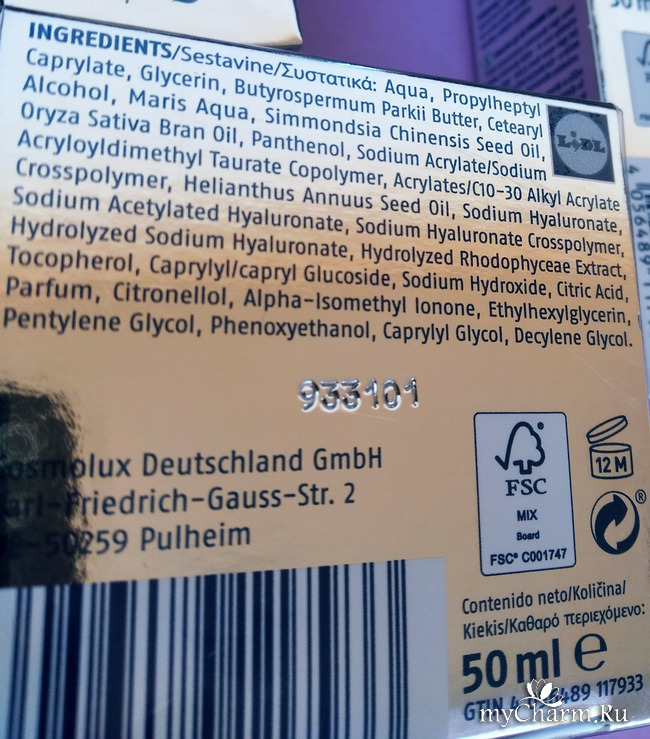 INGREDIENTS/Sestavine/Συστατικά: Aqua, Propylheptyl
Caprylate, Glycerin, Butyrospermum Parkii Butter, Cetearyl
Alcohol, Maris Aqua, Simmondsia Chinensis Seed Oil,
Oryza Sativa Bran Oil, Panthenol, Sodium Acrylate/Sodium
Acryloyldimethyl Taurate Copolymer, Acrylates/C10-30 Alkyl Acrylate
Crosspolymer, Helianthus Annuus Seed Oil, Sodium Hyaluronate,
Sodium Acetylated Hyaluronate, Sodium Hyaluronate Crosspolymer,
Hydrolyzed Sodium Hyaluronate, Hydrolyzed Rhodophyceae Extract,
Tocopherol, Caprylyl/capryl Glucoside, Sodium Hydroxide, Citric Acid,
Parfum, Citronellol, Alpha-Isomethyl Ionone, Ethylhexylglycerin,
Pentylene Glycol, Phenoxyethanol, Caprylyl Glycol, Decylene Glycol.
LIDL
933101
Cosmolux Deutschland GmbH
Carl-Friedrich-Gauss-Str. 2
DE-50259 Pulheim
FSC
MIX
Board
FSC® C001747
12 M
®
Contenido neto/Količina/
Kiekis/Καθαρό περιεχόμενο:
50 ml e
GTIN 117933
myCharm.Ru